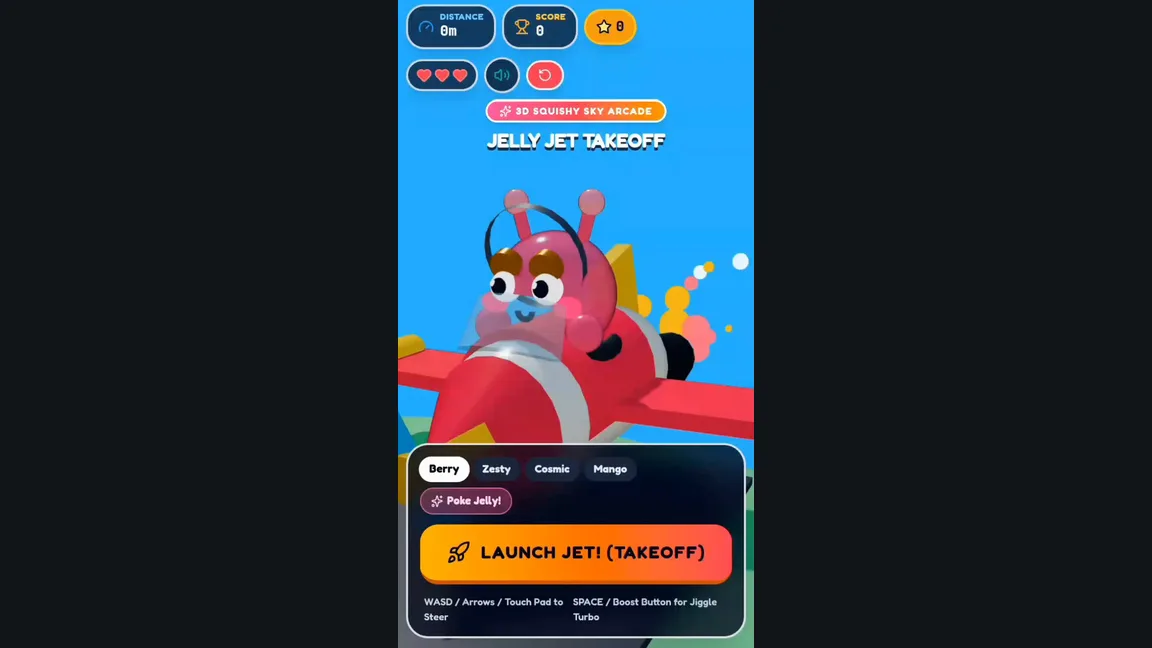 DISTANCE
0m
SCORE
0
0
3D SQUISHY SKY ARCADE
JELLY JET TAKEOFF
Berry
Zesty
Cosmic
Mango
Poke Jelly!
LAUNCH JET! (TAKEOFF)
WASD / Arrows / Touch Pad to
Steer
SPACE / Boost Button for Jiggle
Turbo